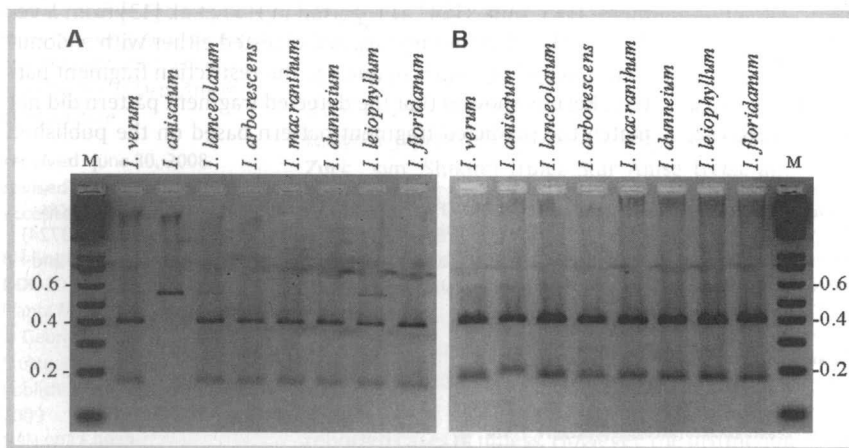 A
M
I. verum
I. anisatum
I. lanceolatum
I. arborescens
I. macranthum
I. dunneium
I. leiophyllum
I. floridanum
0.6
0.4
0.2
B
I. verum
I. anisatum
I. lanceolatum
I. arborescens
I. macranthum
I. dunneium
I. leiophyllum
I. floridanum
M
0.6
0.4
0.2